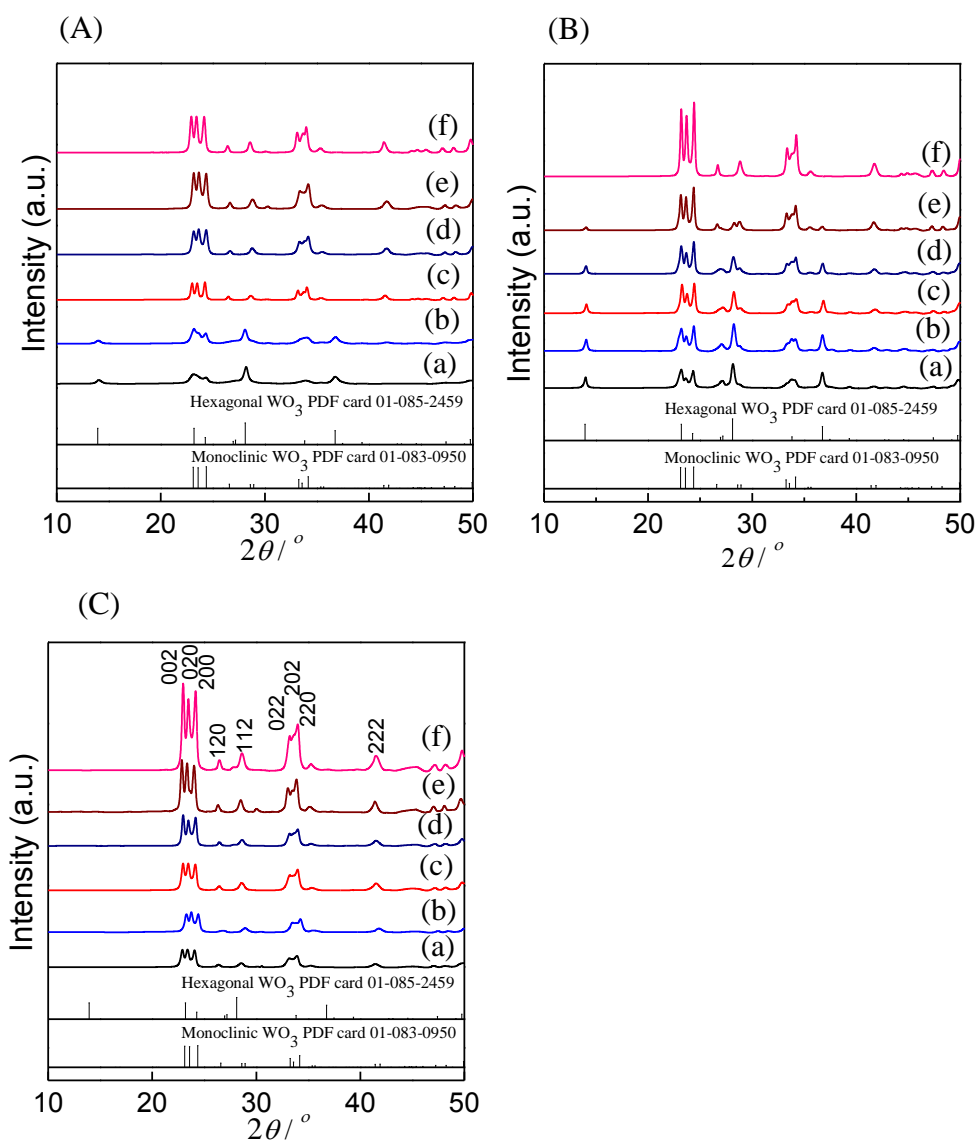 (A)
(f)
(e)
(d)
(c)
(b)
(a)
Hexagonal WO3 PDF card 01-085-2459
Monoclinic WO3 PDF card 01-083-0950
10 20 30 40 50
2θ/ °
Intensity (a.u.)
(B)
(f)
(e)
(d)
(c)
(b)
(a)
Hexagonal WO3 PDF card 01-085-2459
Monoclinic WO3 PDF card 01-083-0950
10 20 30 40 50
2θ/ °
Intensity (a.u.)
(C)
002
020
200
120
112
022
202
220
222
(f)
(e)
(d)
(c)
(b)
(a)
Hexagonal WO3 PDF card 01-085-2459
Monoclinic WO3 PDF card 01-083-0950
10 20 30 40 50
2θ/ °
Intensity (a.u.)